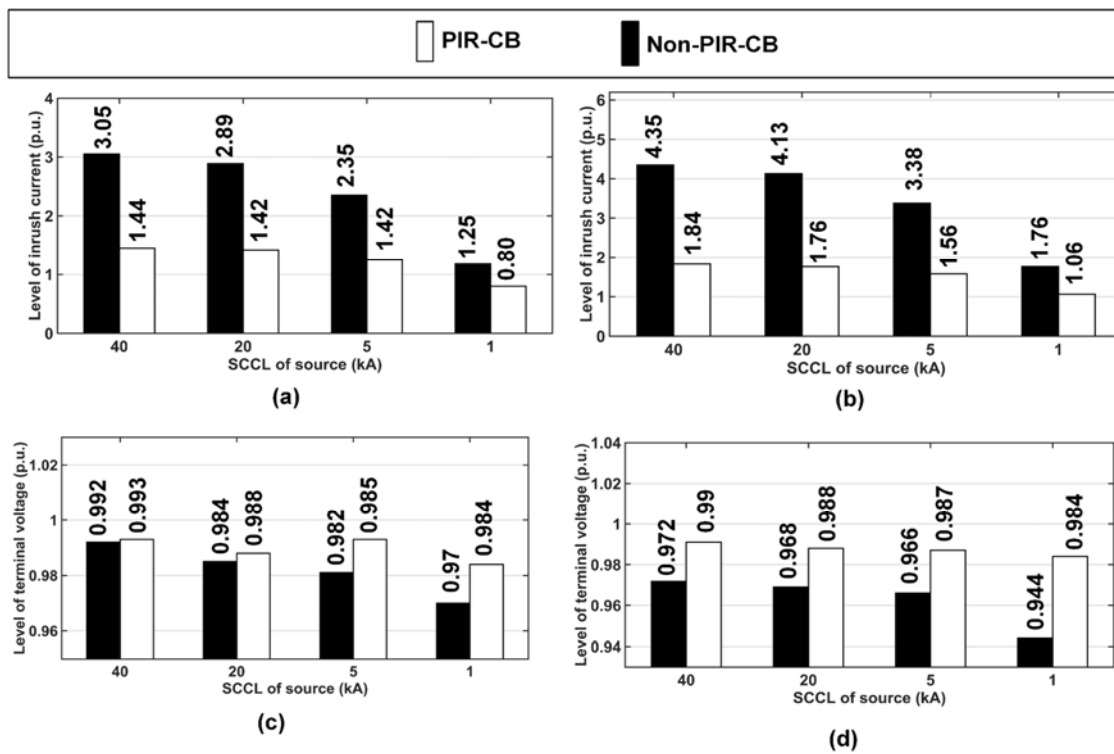 PIR-CB Non-PIR-CB
Level of inrush current (p.u.)
4
3
2
1
0
3.05 1.44 2.89 1.42 2.35 1.42 1.25 0.80
40 20 5 1
SCCL of source (kA)
(a)
Level of inrush current (p.u.)
6
5
4
3
2
1
0
4.35 1.84 4.13 1.76 3.38 1.56 1.76 1.06
40 20 5 1
SCCL of source (kA)
(b)
Level of terminal voltage (p.u.)
1.02
1
0.98
0.96
0.992 0.993 0.984 0.988 0.982 0.985 0.97 0.984
40 20 5 1
SCCL of source (kA)
(c)
Level of terminal voltage (p.u.)
1.04
1.02
1
0.98
0.96
0.94
0.972 0.99 0.968 0.988 0.966 0.987 0.944 0.984
40 20 5 1
SCCL of source (kA)
(d)